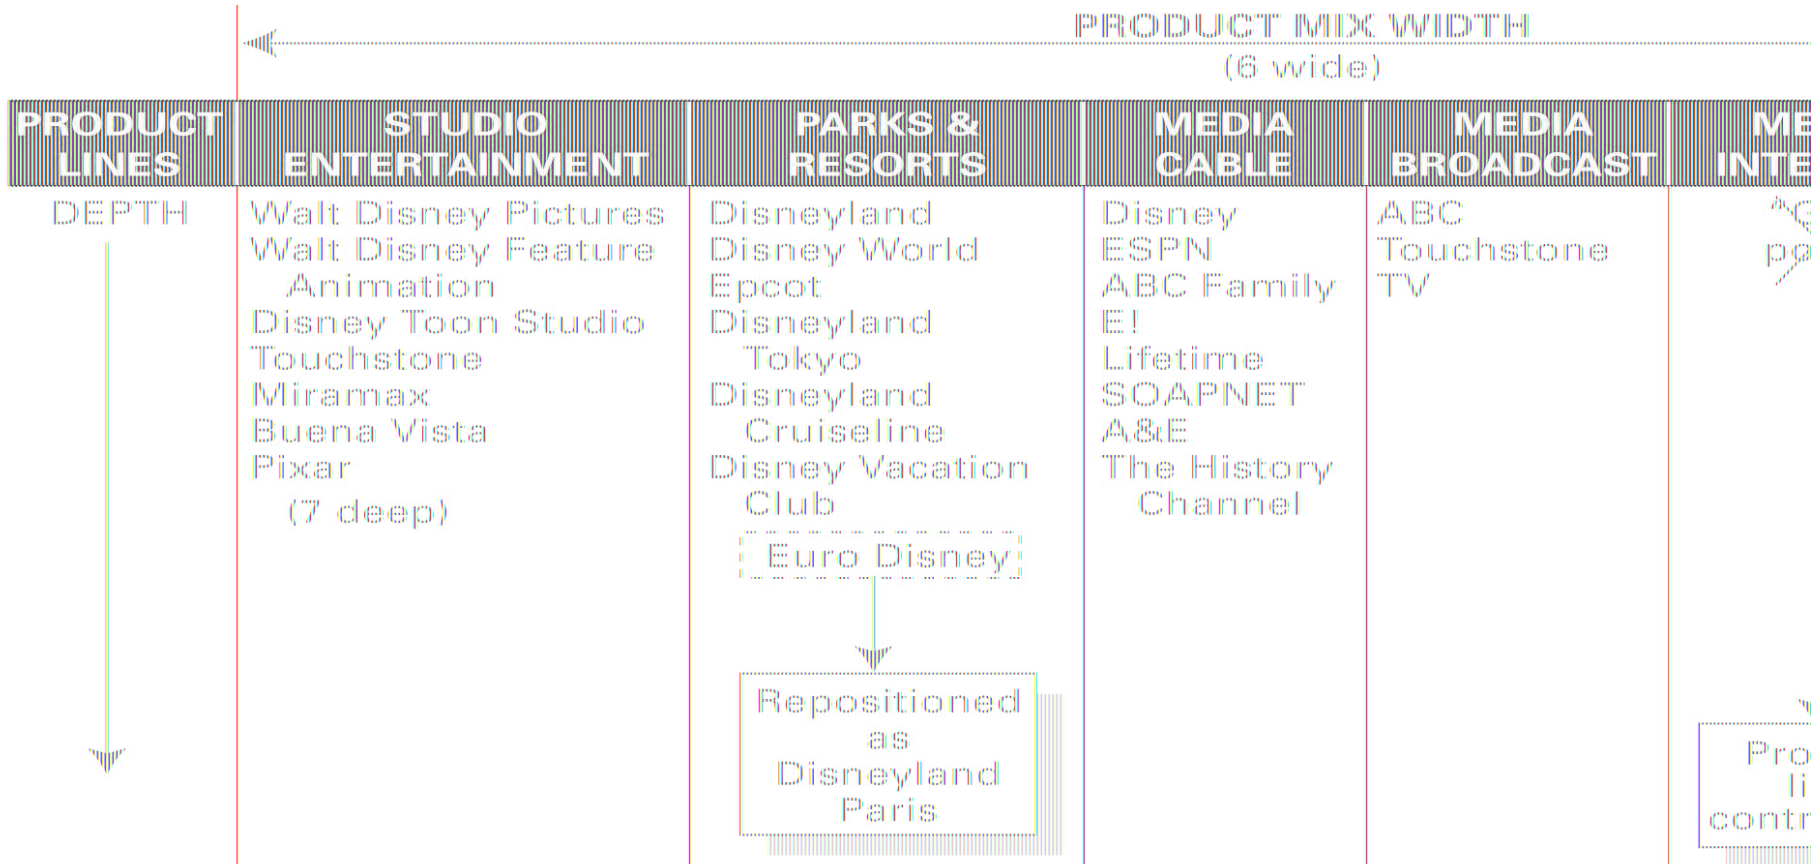 PRODUCT MIX WIDTH
(6 wide)
PRODUCT
LINES
STUDIO
ENTERTAINMENT
PARKS &
RESORTS
MEDIA
CABLE
MEDIA
BROADCAST
DEPTH
Walt Disney Pictures
Walt Disney Feature
Animation
Disney Toon Studio
Touchstone
Miramax
Buena Vista
Pixar
(7 deep)
Disneyland
Disney World
Epcot
Disneyland
Tokyo
Disneyland
Cruiseline
Disney Vacation
Club
Euro Disney
Repositioned
as
Disneyland
Paris
Disney
ESPN
ABC Family
E!
Lifetime
SOAPNET
A&E
The History
Channel
ABC
Touchstone
TV